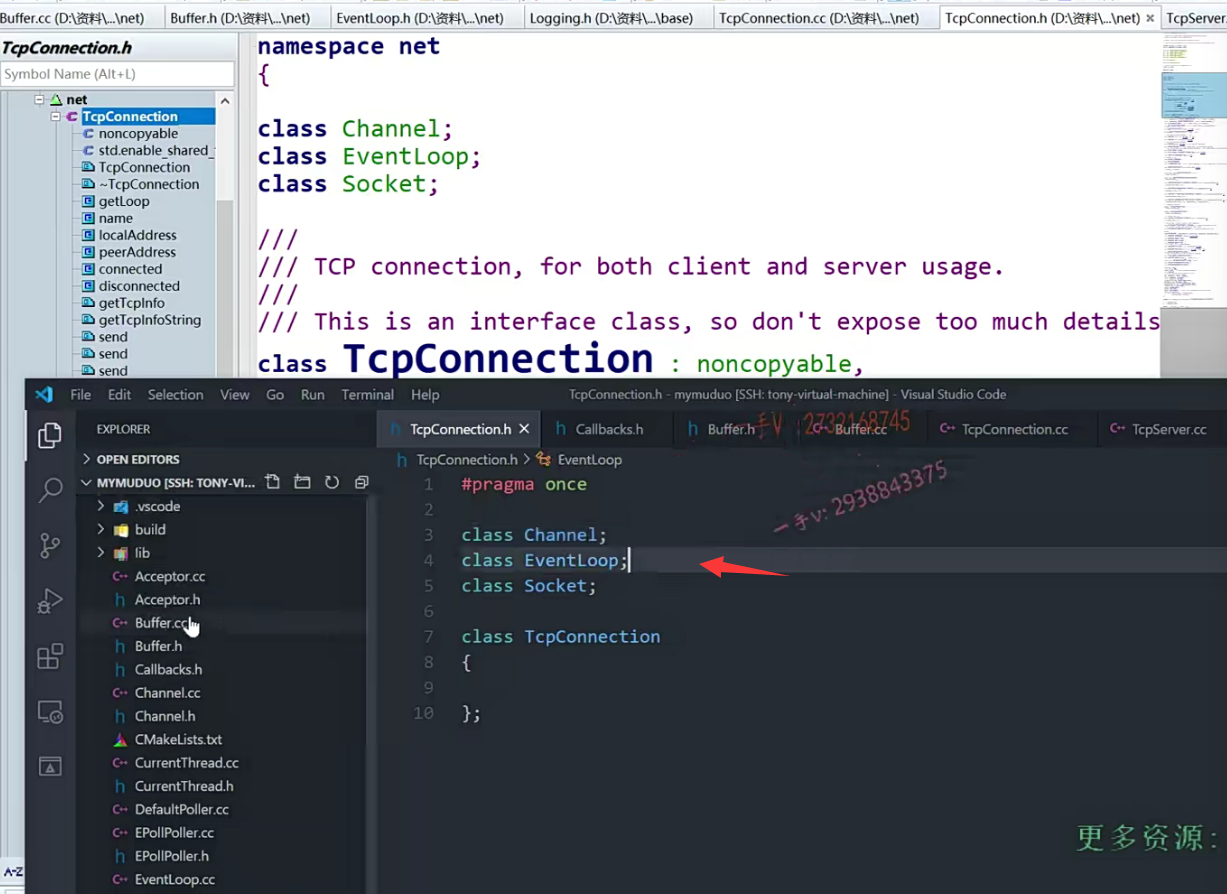 Buffer.cc (D:\资料\...\net)
Buffer.h (D:\资料\...\net)
EventLoop.h (D:\资料\...\net)
Logging.h (D:\资料\...\base)
TcpConnection.cc (D:\资料\...\net)
TcpConnection.h (D:\资料\...\net) ×
TcpServer.
TcpConnection.h
Symbol Name (Alt+L)
net
TcpConnection
noncopyable
std.enable_shared_
TcpConnection
~TcpConnection
getLoop
name
localAddress
peerAddress
connected
disconnected
getTcpInfo
getTcpInfoString
send
send
send
A-Z
namespace net
{
class Channel;
class EventLoop;
class Socket;
///
/// TCP connection, for both client and server usage.
///
/// This is an interface class, so don't expose too much details
class TcpConnection : noncopyable,
File Edit Selection View Go Run Terminal Help
TcpConnection.h - mymuduo [SSH: tony-virtual-machine] - Visual Studio Code
EXPLORER
OPEN EDITORS
MYMUDUO [SSH: TONY-VI...
.vscode
build
lib
Acceptor.cc
Acceptor.h
Buffer.cc
Buffer.h
Callbacks.h
Channel.cc
Channel.h
CMakeLists.txt
CurrentThread.cc
CurrentThread.h
DefaultPoller.cc
EPollPoller.cc
EPollPoller.h
EventLoop.cc
TcpConnection.h ×
Callbacks.h
Buffer.h
Buffer.cc
TcpConnection.cc
TcpServer.cc
一手V 2732168745
TcpConnection.h > EventLoop
一手v: 2938843375
1 #pragma once
2
3 class Channel;
4 class EventLoop;
5 class Socket;
6
7 class TcpConnection
8 {
9
10 };
更多资源: